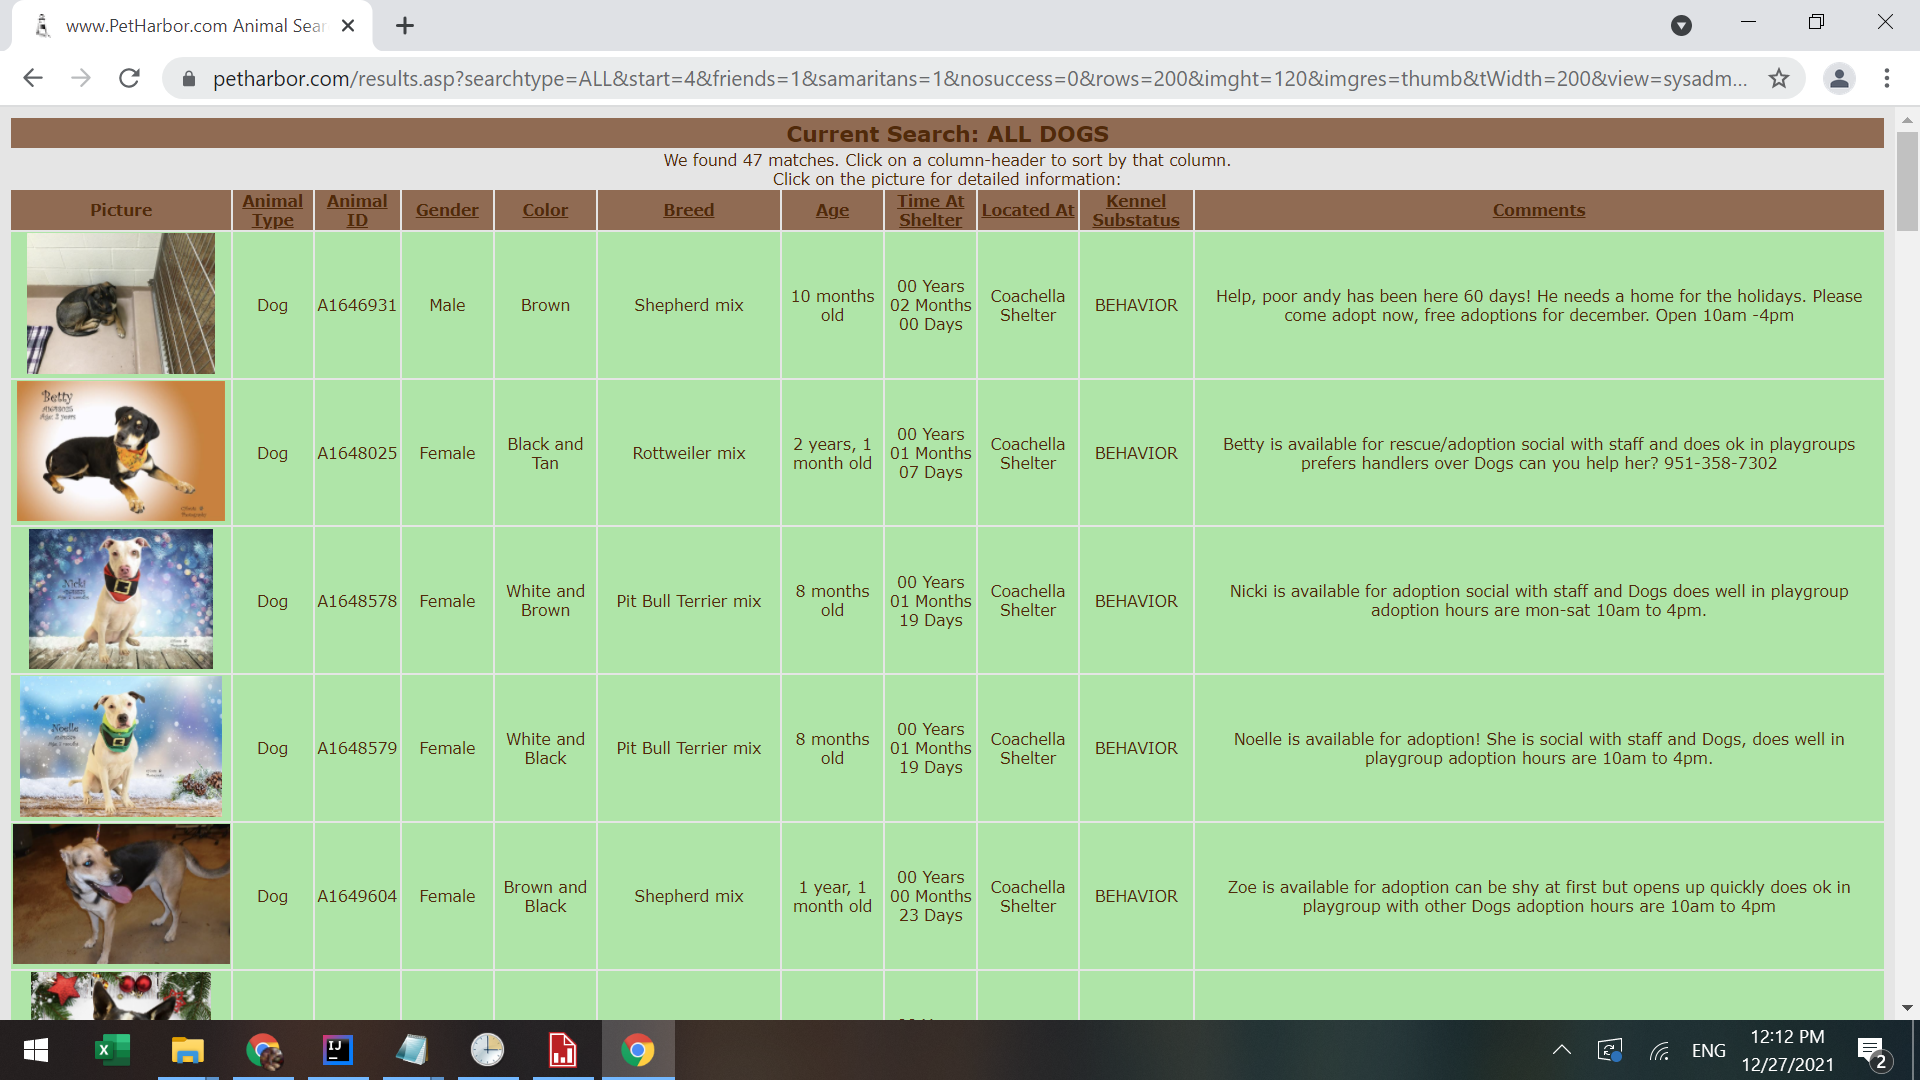 www.PetHarbor.com Animal Sear
petharbor.com/results.asp?searchtype=ALL&start=4&friends=1&samaritans=1&nosuccess=0&rows=200&imght=120&imgres=thumb&tWidth=200&view=sysadm...
Current Search: ALL DOGS
We found 47 matches. Click on a column-header to sort by that column.
Click on the picture for detailed information:
Picture
Animal
Type
Animal
ID
Gender
Color
Breed
Age
Time At
Shelter
Located At
Kennel
Substatus
Comments
Dog
A1646931
Male
Brown
Shepherd mix
10 months
old
00 Years
02 Months
00 Days
Coachella
Shelter
BEHAVIOR
Help, poor andy has been here 60 days! He needs a home for the holidays. Please
come adopt now, free adoptions for december. Open 10am -4pm
Betty
A1648025
Age: 2 years
Dog
A1648025
Female
Black and
Tan
Rottweiler mix
2 years, 1
month old
00 Years
01 Months
07 Days
Coachella
Shelter
BEHAVIOR
Betty is available for rescue/adoption social with staff and does ok in playgroups
prefers handlers over Dogs can you help her? 951-358-7302
Nicki
Dog
A1648578
Female
White and
Brown
Pit Bull Terrier mix
8 months
old
00 Years
01 Months
19 Days
Coachella
Shelter
BEHAVIOR
Nicki is available for adoption social with staff and Dogs does well in playgroup
adoption hours are mon-sat 10am to 4pm.
Noelle
Dog
A1648579
Female
White and
Black
Pit Bull Terrier mix
8 months
old
00 Years
01 Months
19 Days
Coachella
Shelter
BEHAVIOR
Noelle is available for adoption! She is social with staff and Dogs, does well in
playgroup adoption hours are 10am to 4pm.
Dog
A1649604
Female
Brown and
Black
Shepherd mix
1 year, 1
month old
00 Years
00 Months
23 Days
Coachella
Shelter
BEHAVIOR
Zoe is available for adoption can be shy at first but opens up quickly does ok in
playgroup with other Dogs adoption hours are 10am to 4pm
IJ
ENG
12:12 PM
12/27/2021
2